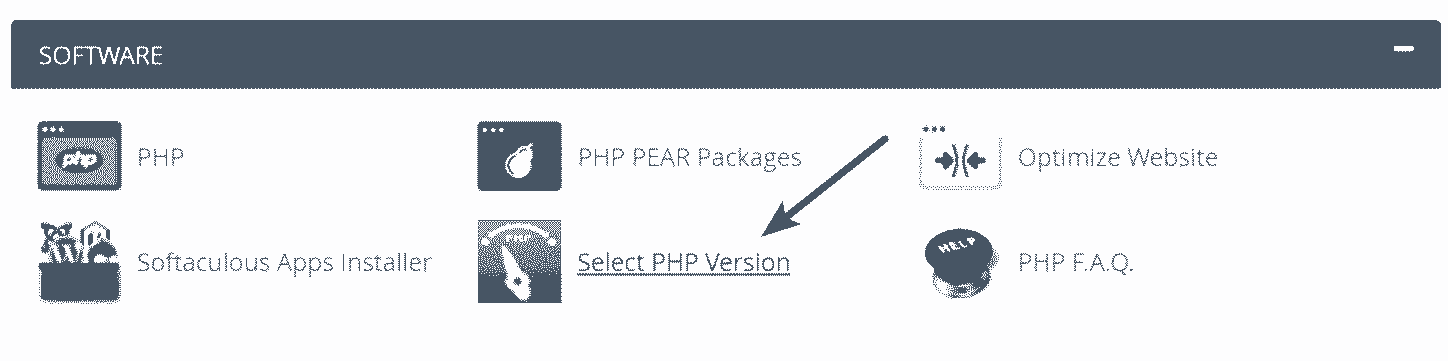 SOFTWARE
php
PHP
PHP PEAR Packages
Optimize Website
Softaculous Apps Installer
PHP
Select PHP Version
HELP
PHP F.A.Q.